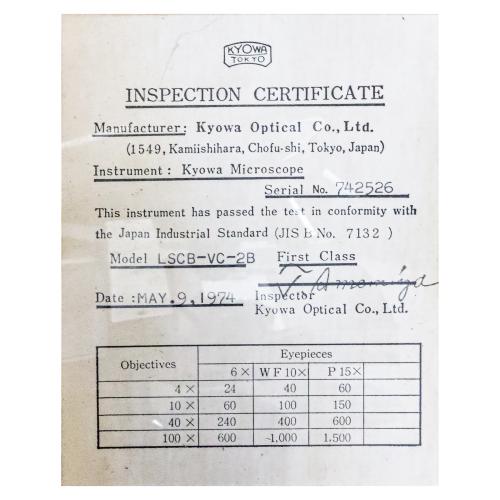 KYOWA
TOKYO
INSPECTION CERTIFICATE
Manufacturer: Kyowa Optical Co., Ltd.
(1549, Kamiishihara, Chofu-shi, Tokyo, Japan)
Instrument: Kyowa Microscope
Serial No. 742526
This instrument has passed the test in conformity with
the Japan Industrial Standard (JIS B No. 7132 )
Model LSCB-VC-2B First Class
T. Amemiya
Date : MAY. 9, 1974 Inspector
Kyowa Optical Co., Ltd.
Objectives Eyepieces
6 × W F 10× P 15×
4 × 24 40 60
10 × 60 100 150
40 × 240 400 600
100 × 600 1,000 1,500